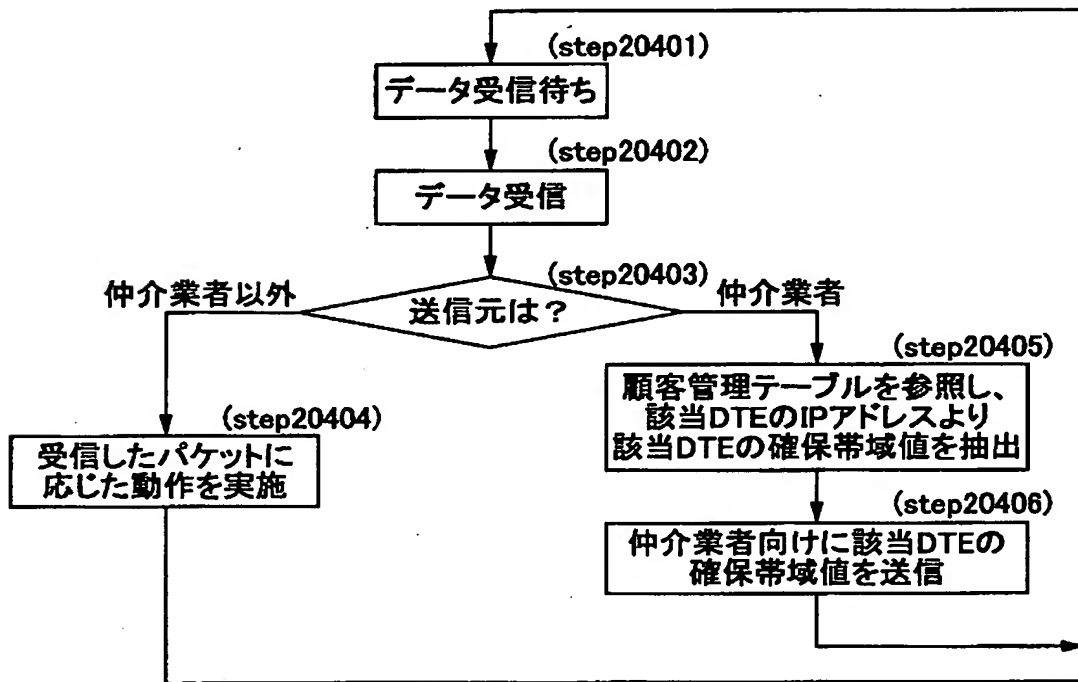 (step20401)
データ受信待ち
(step20402)
データ受信
(step20403)
仲介業者以外
送信元は?
仲介業者
(step20404)
受信したパケットに
応じた動作を実施
(step20405)
顧客管理テーブルを参照し、
該当DTEのIPアドレスより
該当DTEの確保帯域値を抽出
(step20406)
仲介業者向けに該当DTEの
確保帯域値を送信